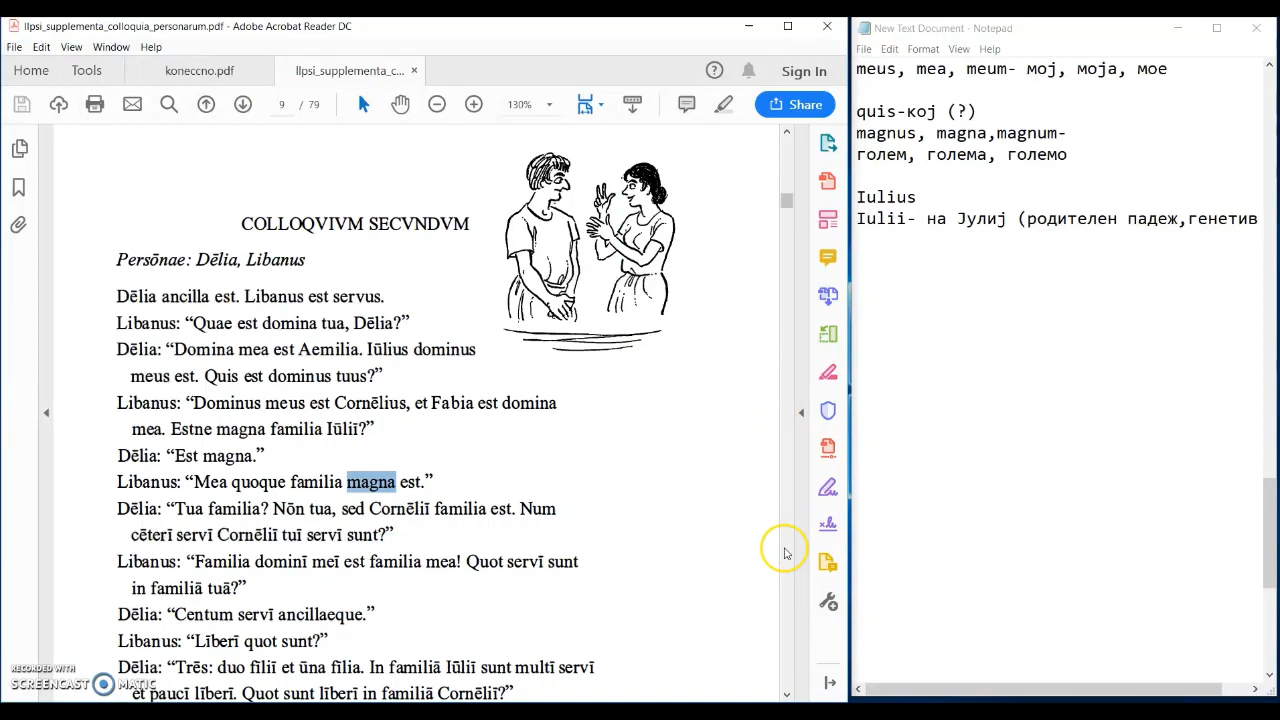 llpsi_supplementa_colloquia_personarum.pdf - Adobe Acrobat Reader DC
File Edit View Window Help
Home Tools koneccno.pdf llpsi_supplementa_c... × Sign In
9 / 79 130% Share
COLLOQVIVM SECVNDVM
Persōnae: Dēlia, Libanus
Dēlia ancilla est. Libanus est servus.
Libanus: “Quae est domina tua, Dēlia?”
Dēlia: “Domina mea est Aemilia. Iūlius dominus
meus est. Quis est dominus tuus?”
Libanus: “Dominus meus est Cornēlius, et Fabia est domina
mea. Estne magna familia Iūliī?”
Dēlia: “Est magna.”
Libanus: “Mea quoque familia magna est.”
Dēlia: “Tua familia? Nōn tua, sed Cornēliī familia est. Num
cēterī servī Cornēliī tuī servī sunt?”
Libanus: “Familia dominī meī est familia mea! Quot servī sunt
in familiā tuā?”
Dēlia: “Centum servī ancillaeque.”
Libanus: “Līberī quot sunt?”
Dēlia: “Trēs: duo fīliī et ūna fīlia. In familiā Iūliī sunt multī servī
et paucī līberī. Quot sunt līberī in familiā Cornēliī?”
RECORDED WITH
SCREENCAST MATIC
New Text Document - Notepad
File Edit Format View Help
meus, mea, meum- мој, моја, мое
quis-кој (?)
magnus, magna,magnum-
голем, голема, големо
Iulius
Iulii- на Јулиј (родителен падеж,генетив